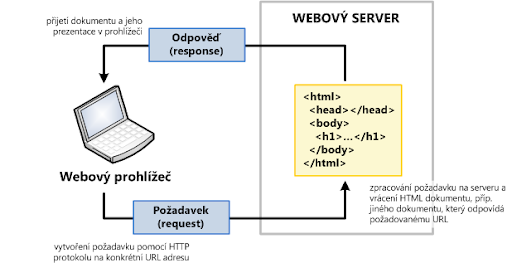 přijetí dokumentu a jeho
prezentace v prohlížeči
Odpověď
(response)
WEBOVÝ SERVER
<html>
<head></head>
<body>
<h1>...</h1>
</body>
</html>
Webový prohlížeč
Požadavek
(request)
zpracování požadavku na serveru a
vrácení HTML dokumentu, příp.
jiného dokumentu, který odpovídá
požadovanému URL
vytvoření požadavku pomocí HTTP
protokolu na konkrétní URL adresu